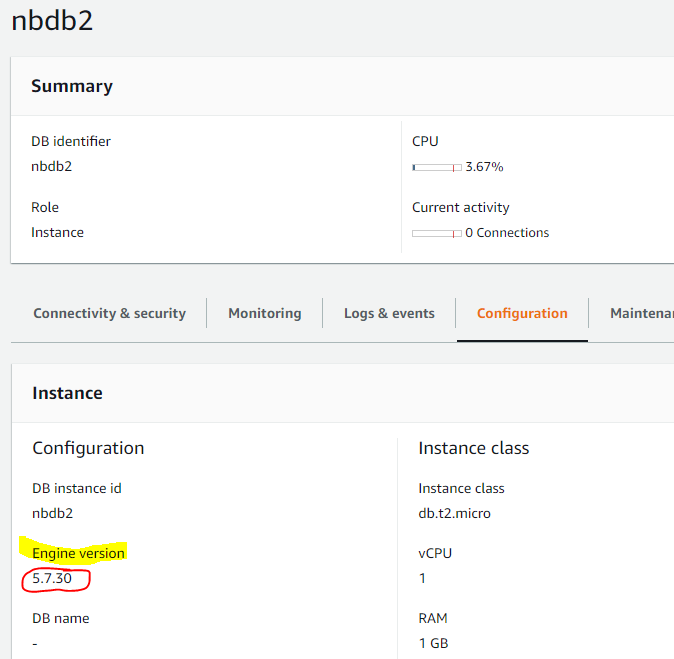 nbdb2
Summary
DB identifier
nbdb2
CPU
3.67%
Role
Instance
Current activity
0 Connections
Connectivity & security
Monitoring
Logs & events
Configuration
Maintena
Instance
Configuration
DB instance id
nbdb2
Engine version
5.7.30
DB name
-
Instance class
Instance class
db.t2.micro
vCPU
1
RAM
1 GB